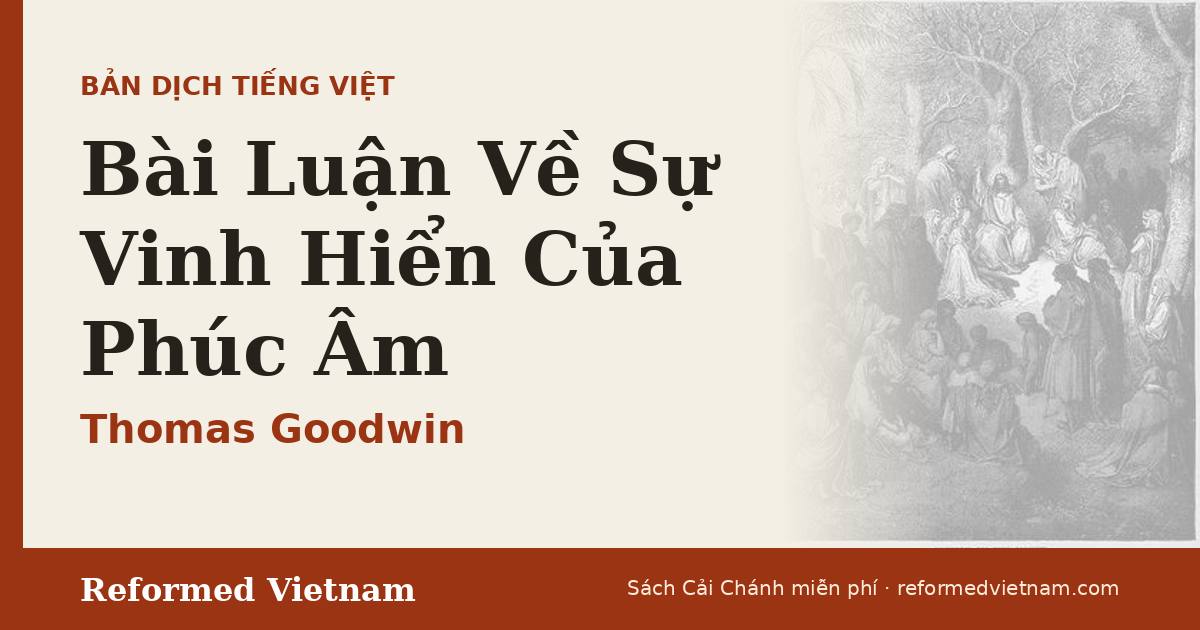 BẢN DỊCH TIẾNG VIỆT
Bài Luận Về Sự
Vinh Hiển Của
Phúc Âm
Thomas Goodwin
Reformed Vietnam
Sách Cải Chánh miễn phí · reformedvietnam.com